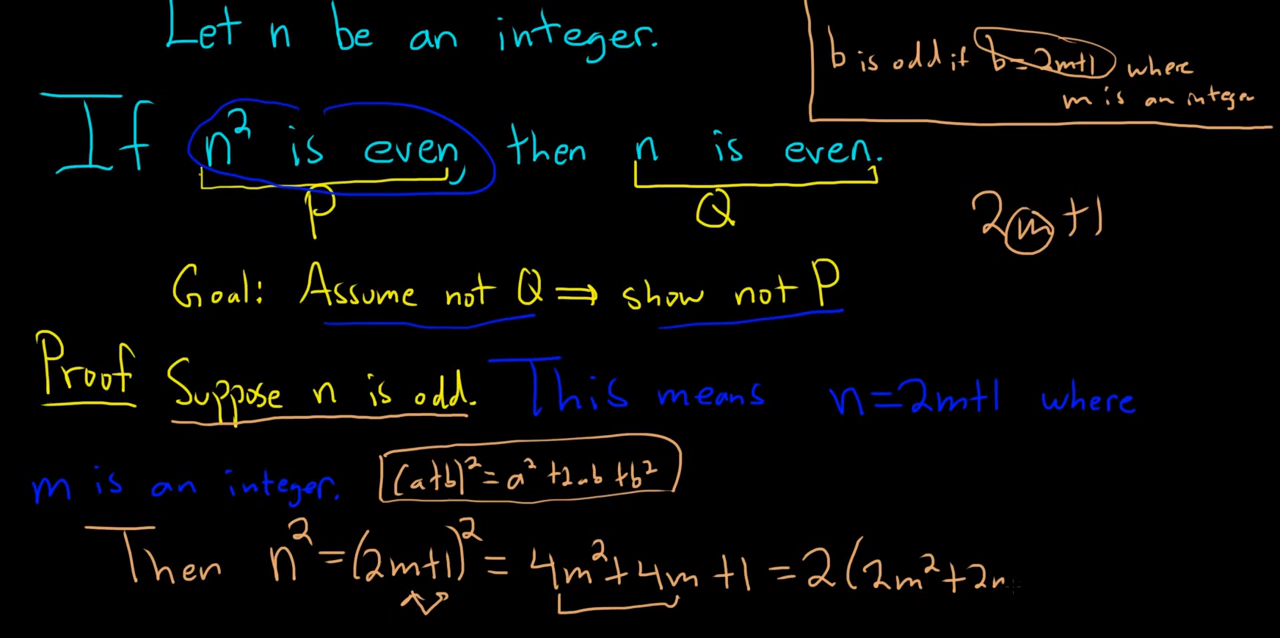 Let n be an integer.
b is odd if b=2m+1 where
m is an integer
If n² is even, then n is even.
P Q
2m+1
Goal: Assume not Q ⇒ show not P
Proof Suppose n is odd. This means n=2m+1 where
m is an integer. (a+b)²=a²+2ab+b²
Then n²=(2m+1)²=4m²+4m+1=2(2m²+2